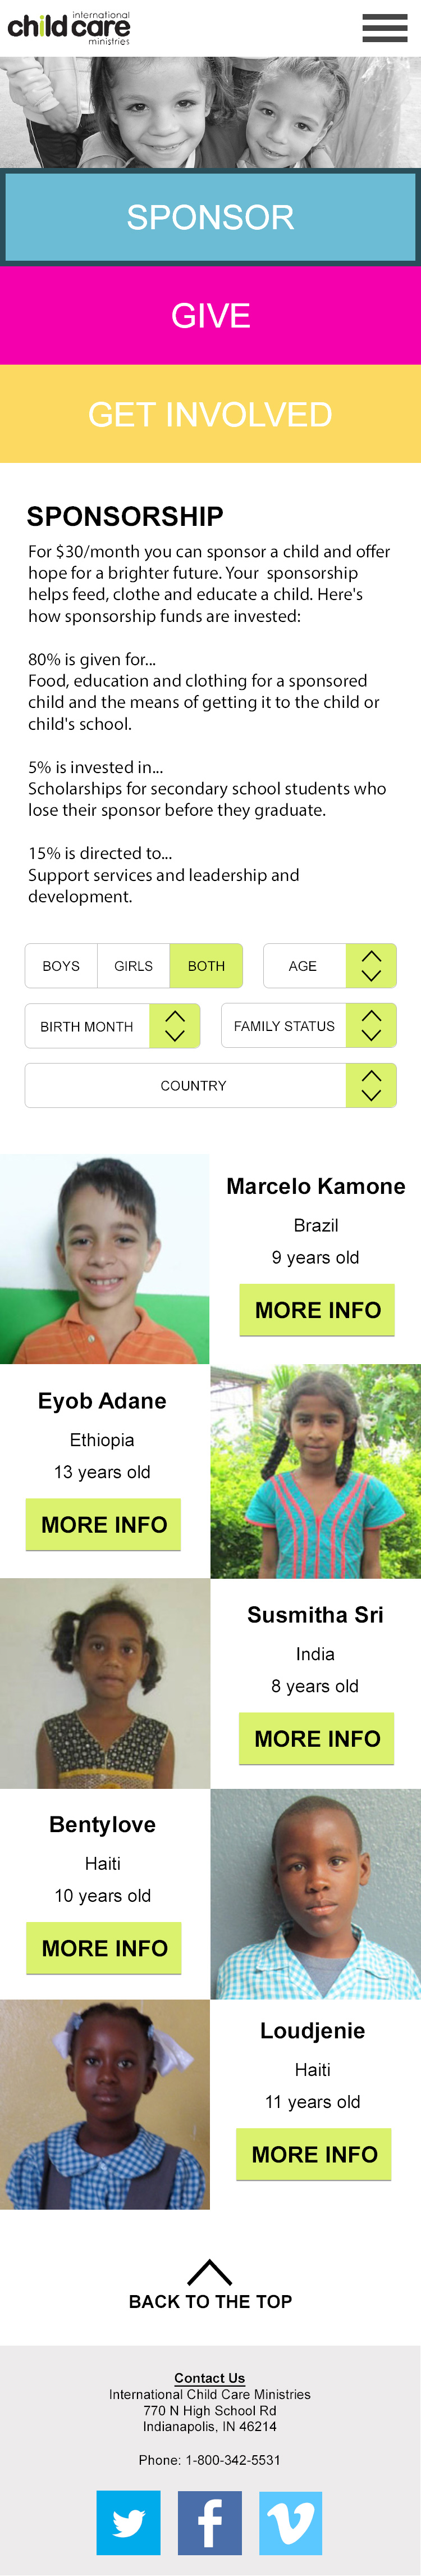 international
child care
ministries
SPONSOR
GIVE
GET INVOLVED
SPONSORSHIP
For $30/month you can sponsor a child and offer
hope for a brighter future. Your  sponsorship
helps feed, clothe and educate a child. Here's
how sponsorship funds are invested:
80% is given for...
Food, education and clothing for a sponsored
child and the means of getting it to the child or
child's school.
5% is invested in...
Scholarships for secondary school students who
lose their sponsor before they graduate.
15% is directed to...
Support services and leadership and
development.
BOYS GIRLS BOTH AGE
BIRTH MONTH FAMILY STATUS
COUNTRY
Marcelo Kamone
Brazil
9 years old
MORE INFO
Eyob Adane
Ethiopia
13 years old
MORE INFO
Susmitha Sri
India
8 years old
MORE INFO
Bentylove
Haiti
10 years old
MORE INFO
Loudjenie
Haiti
11 years old
MORE INFO
BACK TO THE TOP
Contact Us
International Child Care Ministries
770 N High School Rd
Indianapolis, IN 46214
Phone: 1-800-342-5531